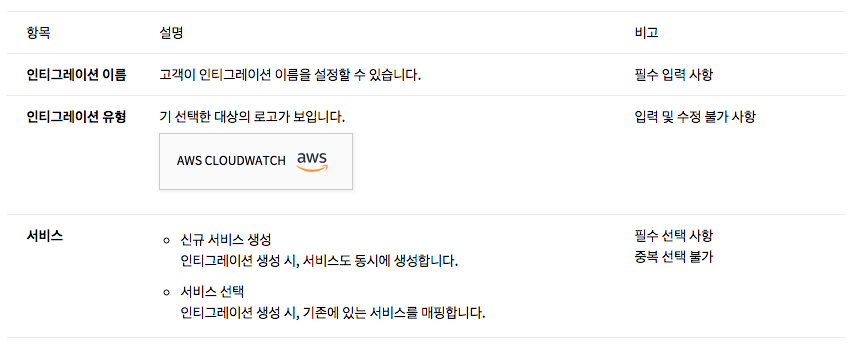 항목 설명 비고
인티그레이션 이름 고객이 인티그레이션 이름을 설정할 수 있습니다. 필수 입력 사항
인티그레이션 유형 기 선택한 대상의 로고가 보입니다. 입력 및 수정 불가 사항
AWS CLOUDWATCH aws
서비스 신규 서비스 생성 필수 선택 사항
인티그레이션 생성 시, 서비스도 동시에 생성합니다. 중복 선택 불가
서비스 선택
인티그레이션 생성 시, 기존에 있는 서비스를 매핑합니다.